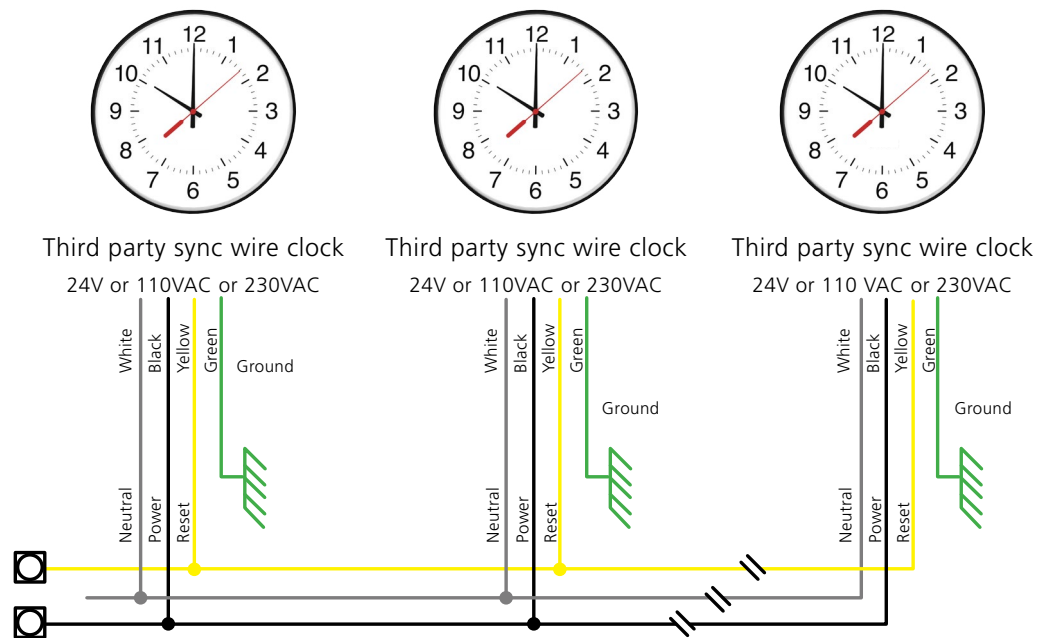 12
11
1
10
2
9
3
8
4
7
5
6
12
11
1
10
2
9
3
8
4
7
5
6
12
11
1
10
2
9
3
8
4
7
5
6
Third party sync wire clock
24V or 110VAC or 230VAC
Third party sync wire clock
24V or 110VAC or 230VAC
Third party sync wire clock
24V or 110 VAC or 230VAC
White
Black
Yellow
Green
Ground
Neutral
Power
Reset
White
Black
Yellow
Green
Ground
Neutral
Power
Reset
White
Black
Yellow
Green
Ground
Neutral
Power
Reset